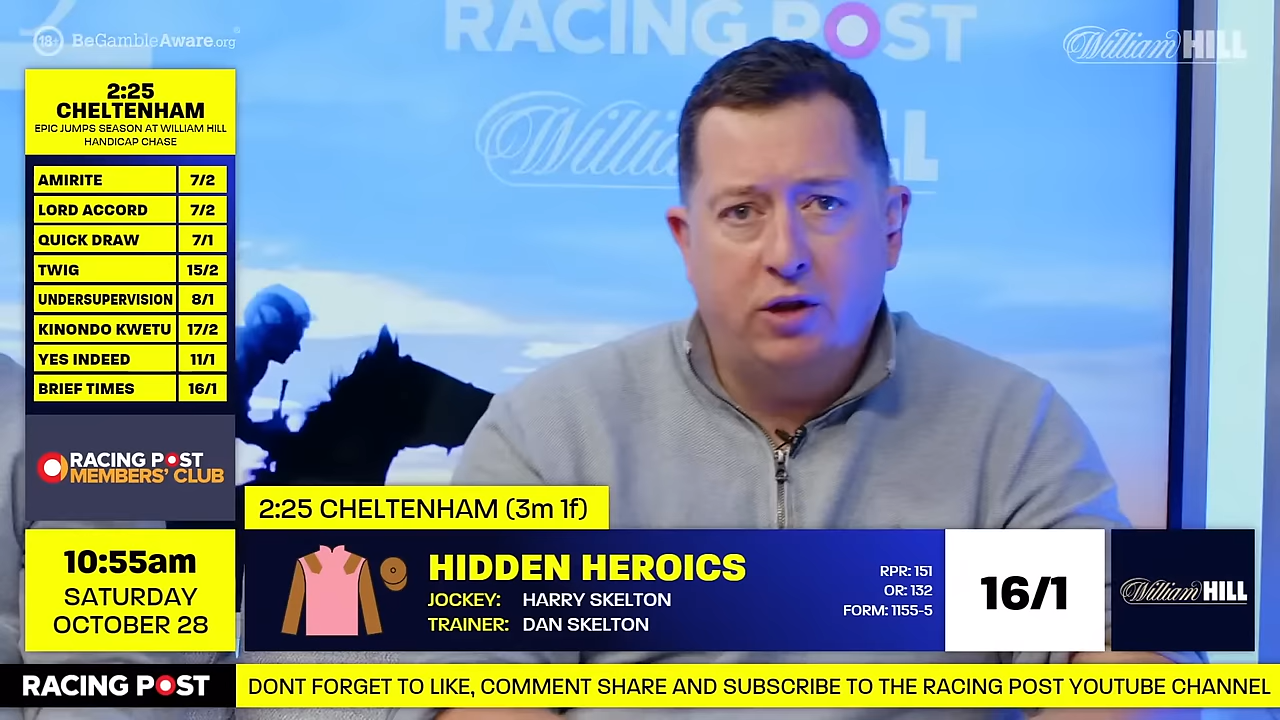 18+ BeGambleAware.org
RACING POST
William HILL
William HILL
2:25
CHELTENHAM
EPIC JUMPS SEASON AT WILLIAM HILL
HANDICAP CHASE
AMIRITE 7/2
LORD ACCORD 7/2
QUICK DRAW 7/1
TWIG 15/2
UNDERSUPERVISION 8/1
KINONDO KWETU 17/2
YES INDEED 11/1
BRIEF TIMES 16/1
RACING POST
MEMBERS' CLUB
2:25 CHELTENHAM (3m 1f)
10:55am
SATURDAY
OCTOBER 28
HIDDEN HEROICS
JOCKEY: HARRY SKELTON
TRAINER: DAN SKELTON
RPR: 151
OR: 132
FORM: 1155-5
16/1
William HILL
RACING POST
DONT FORGET TO LIKE, COMMENT SHARE AND SUBSCRIBE TO THE RACING POST YOUTUBE CHANNEL